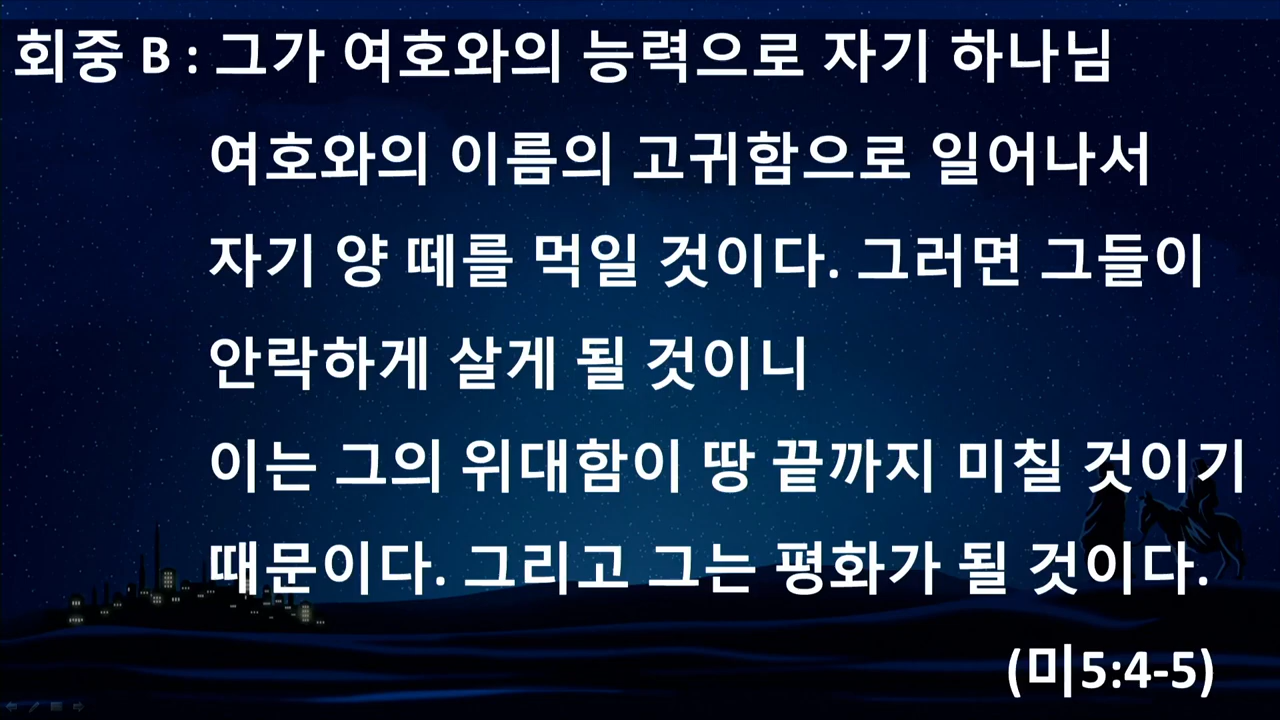 회중 B : 그가 여호와의 능력으로 자기 하나님
여호와의 이름의 고귀함으로 일어나서
자기 양 떼를 먹일 것이다. 그러면 그들이
안락하게 살게 될 것이니
이는 그의 위대함이 땅 끝까지 미칠 것이기
때문이다. 그리고 그는 평화가 될 것이다.
(미5:4-5)